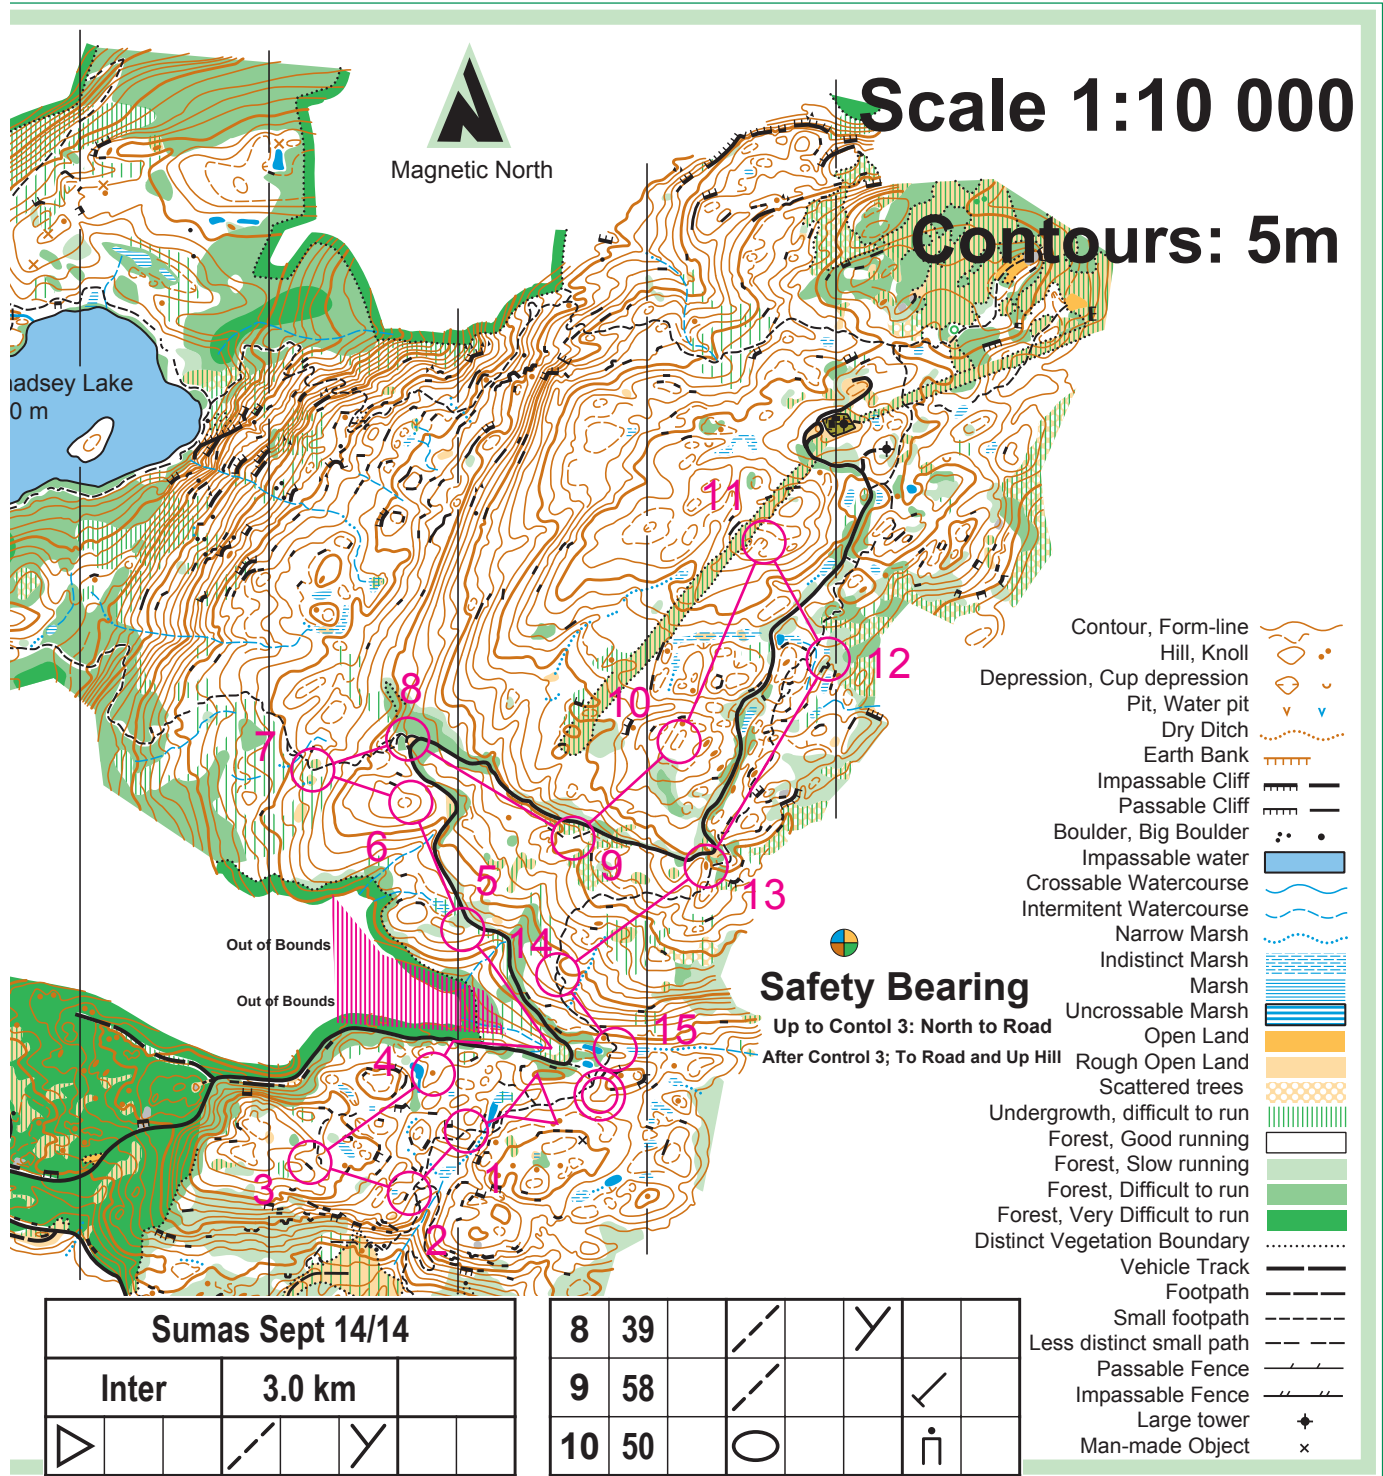 Scale 1:10 000
Magnetic North
Contours: 5m
adsey Lake
0 m
11
12
10
8
7
6
5
9
13
14
15
4
3
1
2
Out of Bounds
Out of Bounds
Safety Bearing
Up to Contol 3: North to Road
After Control 3; To Road and Up Hill
Contour, Form-line
Hill, Knoll
Depression, Cup depression
Pit, Water pit
Dry Ditch
Earth Bank
Impassable Cliff
Passable Cliff
Boulder, Big Boulder
Impassable water
Crossable Watercourse
Intermitent Watercourse
Narrow Marsh
Indistinct Marsh
Marsh
Uncrossable Marsh
Open Land
Rough Open Land
Scattered trees
Undergrowth, difficult to run
Forest, Good running
Forest, Slow running
Forest, Difficult to run
Forest, Very Difficult to run
Distinct Vegetation Boundary
Vehicle Track
Footpath
Small footpath
Less distinct small path
Passable Fence
Impassable Fence
Large tower
Man-made Object
Sumas Sept 14/14
Inter 3.0 km
8 39
9 58
10 50